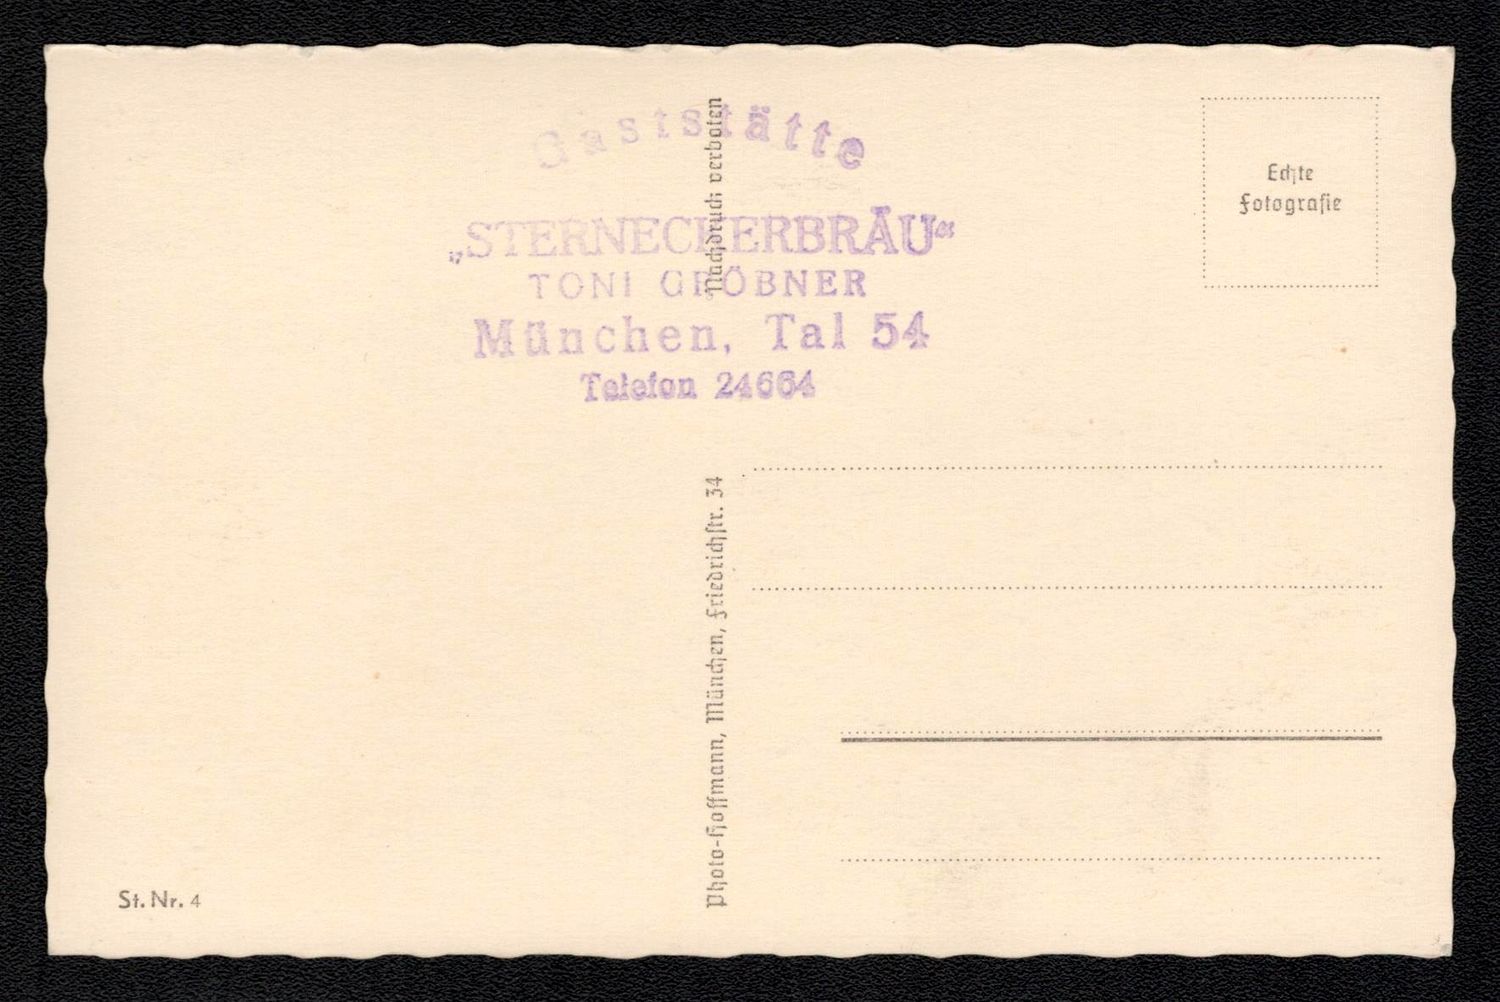 Gaststätte
„STERNECKERBRÄU“
TONI GRÖBNER
München, Tal 54
Telefon 24664
Nachdruck verboten
Echte
Fotografie
Photo-Hoffmann, München, Friedrichstr. 34
St. Nr. 4